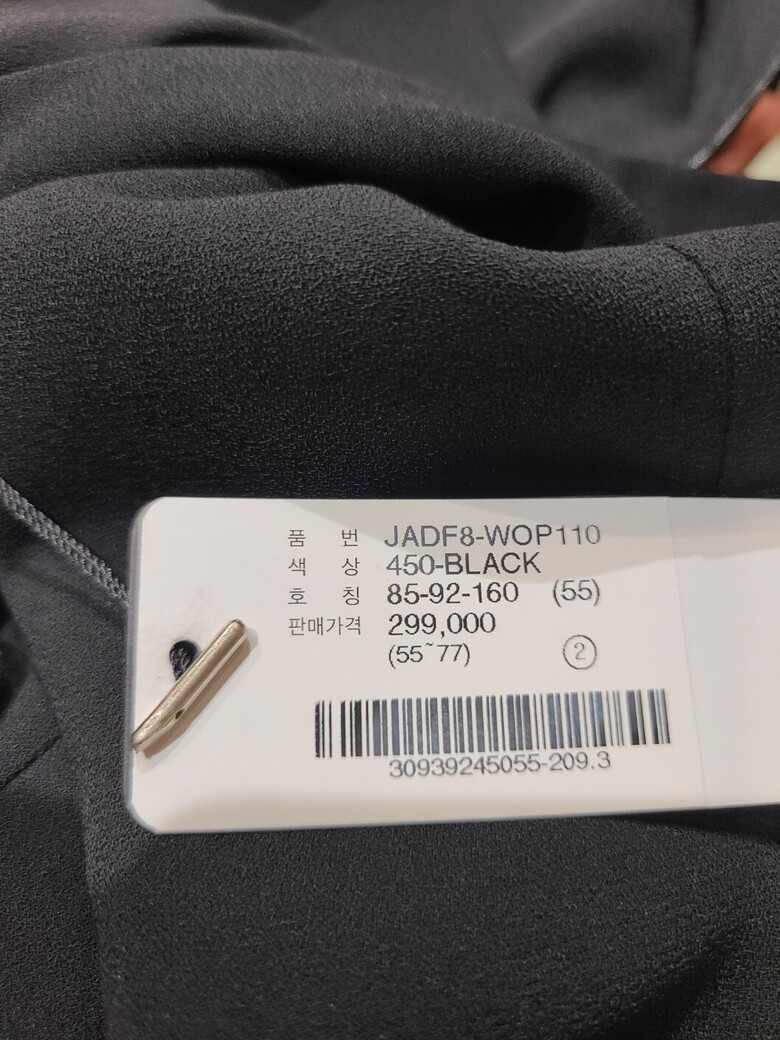 품 번 JADF8-WOP110
색 상 450-BLACK
호 칭 85-92-160 (55)
판매가격 299,000
(55~77) ②
30939245055-209.3